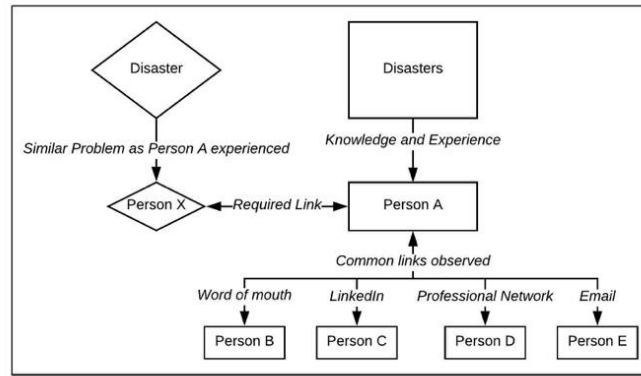 Disaster
Disasters
Similar Problem as Person A experienced
Knowledge and Experience
Person X
Required Link
Person A
Common links observed
Word of mouth
LinkedIn
Professional Network
Email
Person B
Person C
Person D
Person E